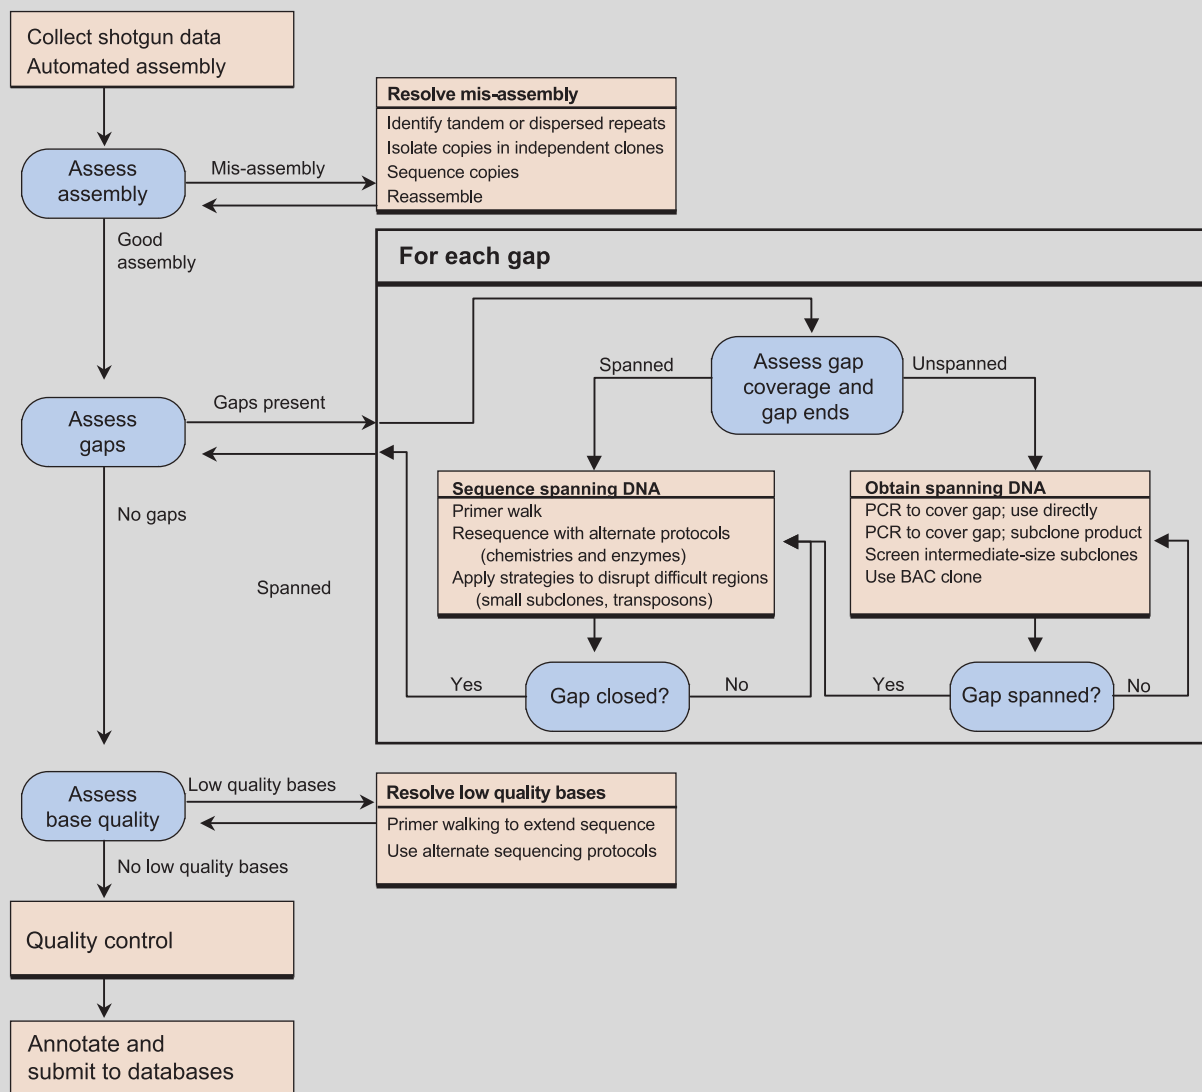 Collect shotgun data
Automated assembly
Resolve mis-assembly
Identify tandem or dispersed repeats
Isolate copies in independent clones
Sequence copies
Reassemble
Assess
assembly
Mis-assembly
Good
assembly
For each gap
Assess gap
coverage and
gap ends
Spanned
Unspanned
Assess
gaps
Gaps present
Sequence spanning DNA
Primer walk
Resequence with alternate protocols
(chemistries and enzymes)
Apply strategies to disrupt difficult regions
(small subclones, transposons)
Obtain spanning DNA
PCR to cover gap; use directly
PCR to cover gap; subclone product
Screen intermediate-size subclones
Use BAC clone
No gaps
Spanned
Yes
Gap closed?
No
Yes
Gap spanned?
No
Assess
base quality
Low quality bases
Resolve low quality bases
Primer walking to extend sequence
Use alternate sequencing protocols
No low quality bases
Quality control
Annotate and
submit to databases